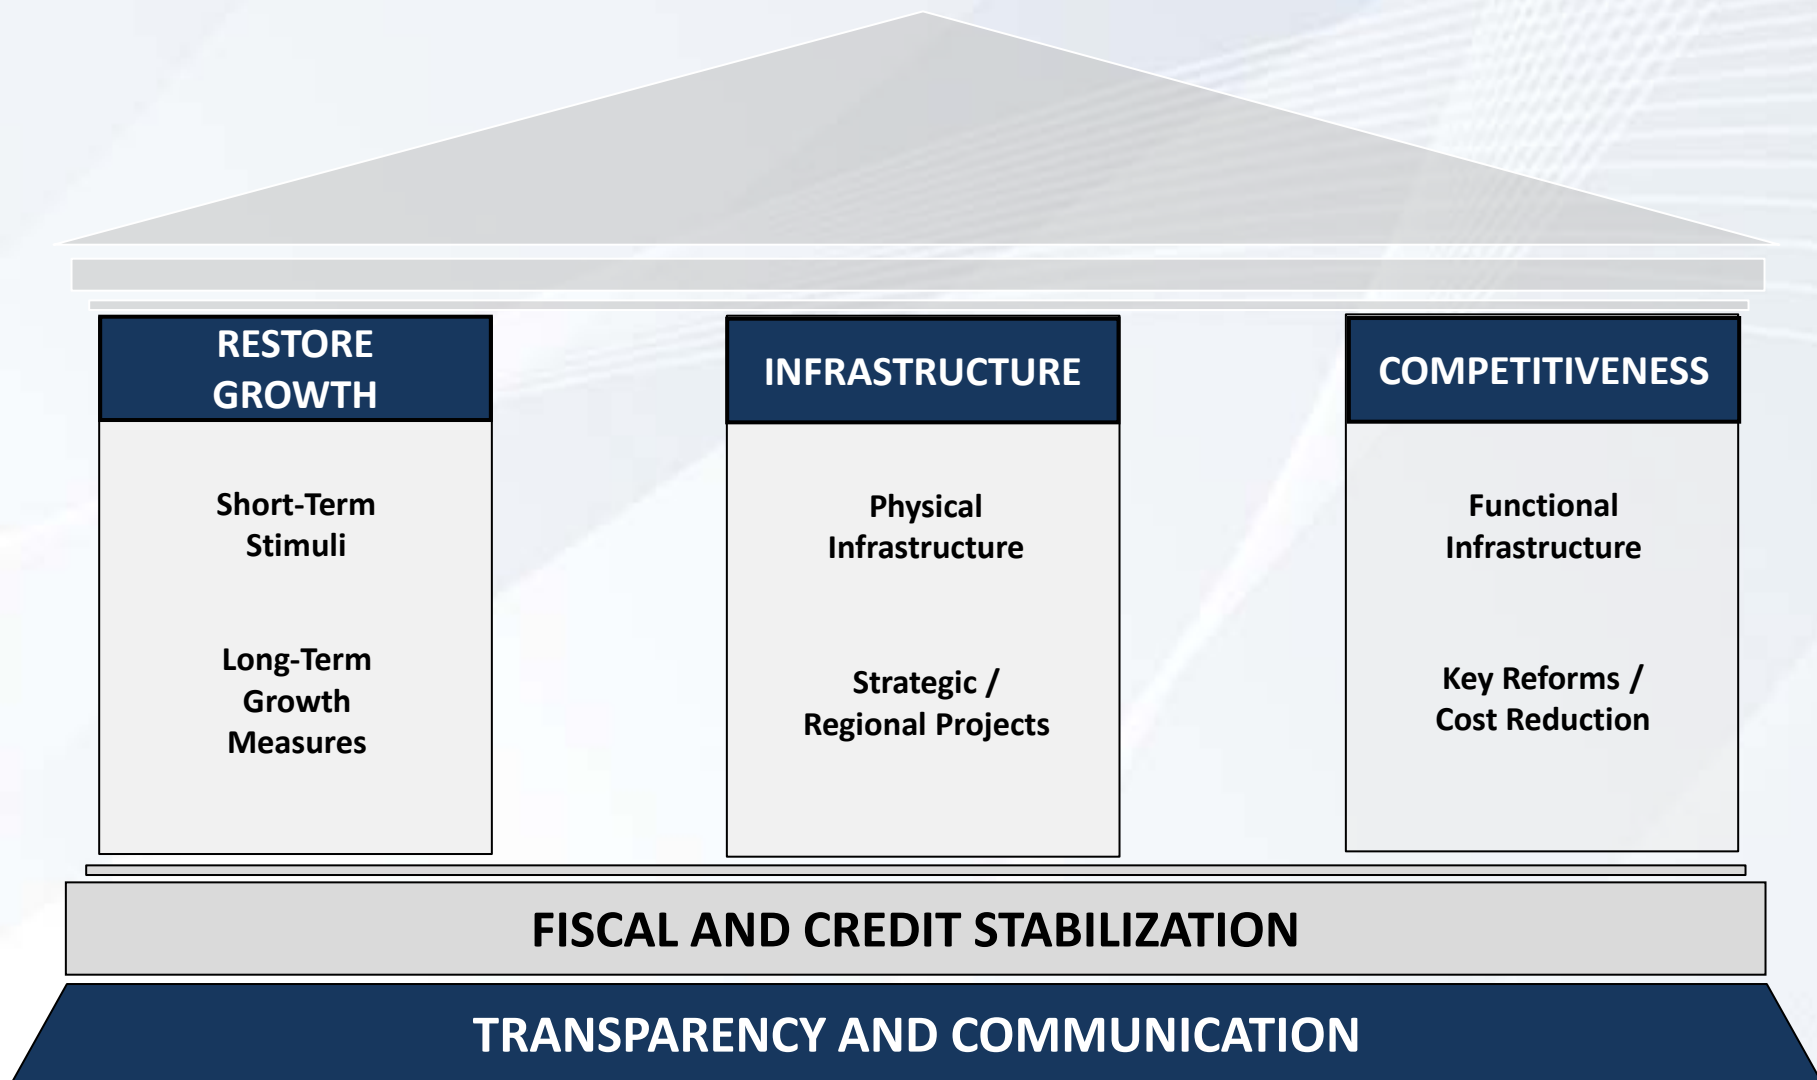 RESTORE
GROWTH
Short-Term
Stimuli
Long-Term
Growth
Measures
INFRASTRUCTURE
Physical
Infrastructure
Strategic /
Regional Projects
COMPETITIVENESS
Functional
Infrastructure
Key Reforms /
Cost Reduction
FISCAL AND CREDIT STABILIZATION
TRANSPARENCY AND COMMUNICATION